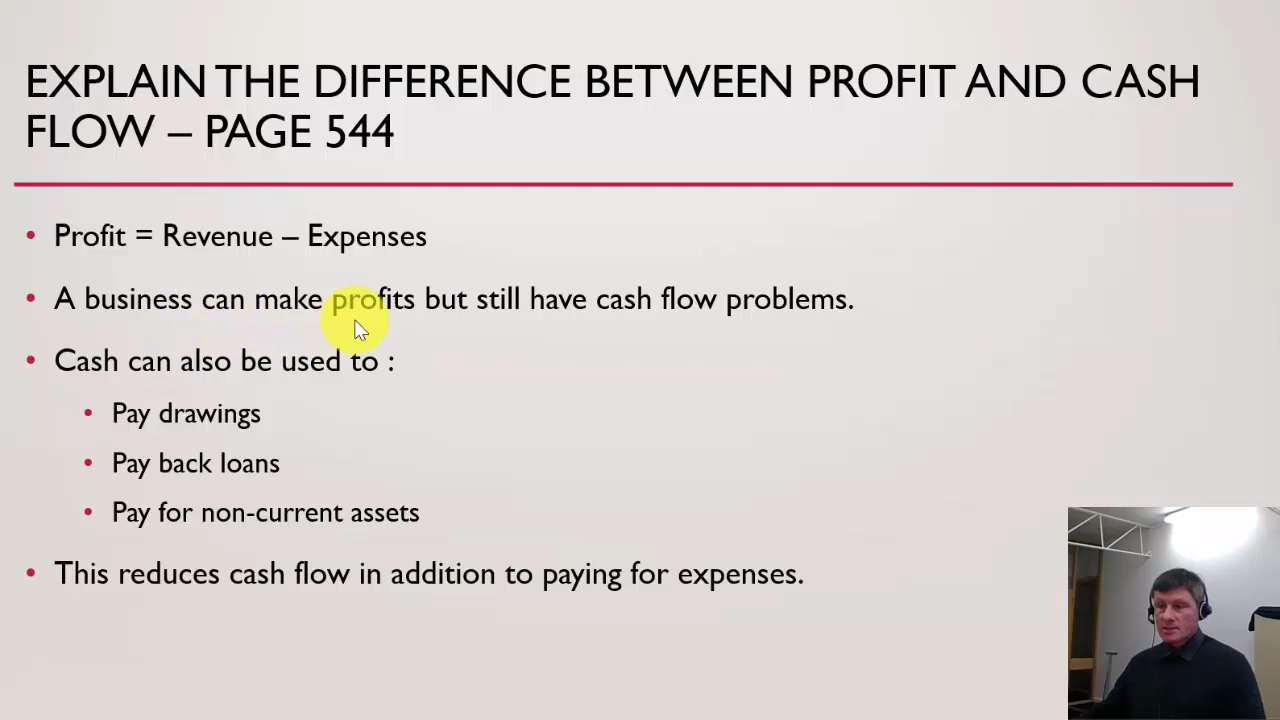 EXPLAIN THE DIFFERENCE BETWEEN PROFIT AND CASH
FLOW – PAGE 544
• Profit = Revenue – Expenses
• A business can make profits but still have cash flow problems.
• Cash can also be used to :
• Pay drawings
• Pay back loans
• Pay for non-current assets
• This reduces cash flow in addition to paying for expenses.